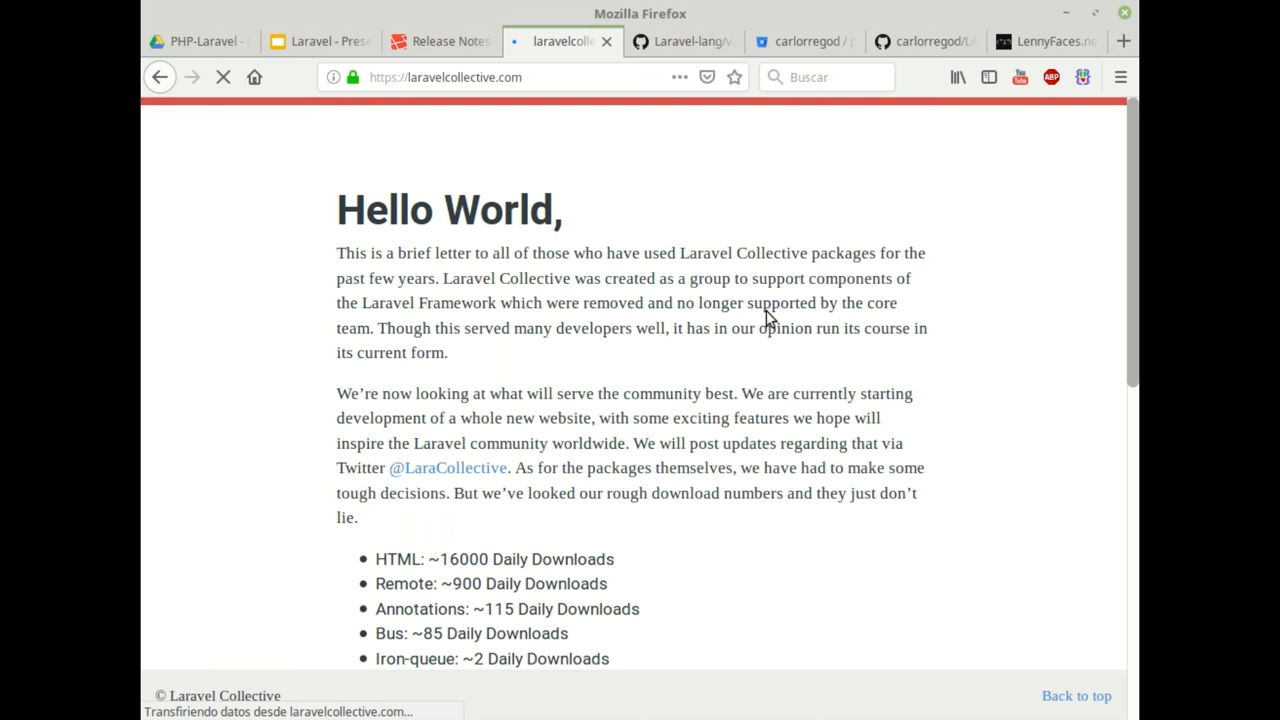 Mozilla Firefox
PHP-Laravel -
Laravel - Prese
Release Notes
laravelcolle
Laravel-lang/v
carlorregod / p
carlorregod/LA
LennyFaces.ne
https://laravelcollective.com
Buscar
Hello World,
This is a brief letter to all of those who have used Laravel Collective packages for the
past few years. Laravel Collective was created as a group to support components of
the Laravel Framework which were removed and no longer supported by the core
team. Though this served many developers well, it has in our opinion run its course in
its current form.
We’re now looking at what will serve the community best. We are currently starting
development of a whole new website, with some exciting features we hope will
inspire the Laravel community worldwide. We will post updates regarding that via
Twitter @LaraCollective. As for the packages themselves, we have had to make some
tough decisions. But we’ve looked our rough download numbers and they just don’t
lie.
• HTML: ~16000 Daily Downloads
• Remote: ~900 Daily Downloads
• Annotations: ~115 Daily Downloads
• Bus: ~85 Daily Downloads
• Iron-queue: ~2 Daily Downloads
© Laravel Collective
Back to top
Transfiriendo datos desde laravelcollective.com...